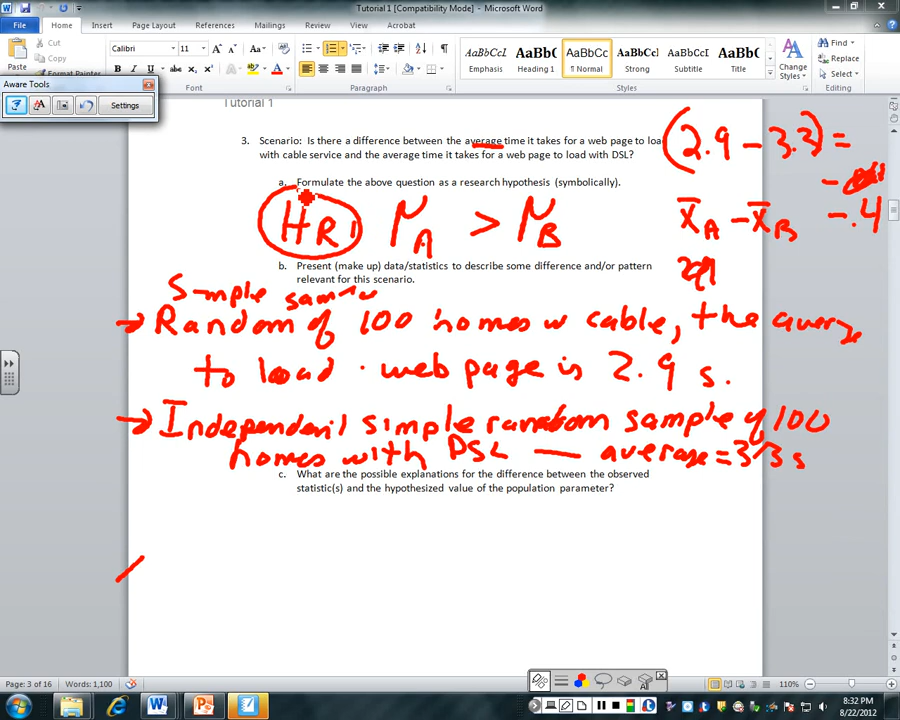 Tutorial 1 [Compatibility Mode] - Microsoft Word
File Home Insert Page Layout References Mailings Review View Acrobat
Cut
Copy
Format Painter
Paste
Clipboard
Calibri 11
Font
Paragraph
AaBbCcL AaBbC AaBbCc AaBbCc AaBbCc AaBbC
Emphasis Heading 1 ¶ Normal Strong Subtitle Title
Change Styles
Styles
Find
Replace
Select
Editing
Aware Tools
Settings
Tutorial 1
3. Scenario: Is there a difference between the average time it takes for a web page to loa
with cable service and the average time it takes for a web page to load with DSL?
(2.9 - 3.3) =
- .4
a. Formulate the above question as a research hypothesis (symbolically).
HR1 μA > μB
x̄A - x̄B
b. Present (make up) data/statistics to describe some difference and/or pattern
relevant for this scenario.
Simple sample
→ Random of 100 homes w cable, the average
to load webpage is 2.9 s.
→ Independent simple random sample of 100
homes with DSL — average = 3.3 s
c. What are the possible explanations for the difference between the observed
statistic(s) and the hypothesized value of the population parameter?
Page: 3 of 16 Words: 1,100
110%
8:32 PM
8/22/2012